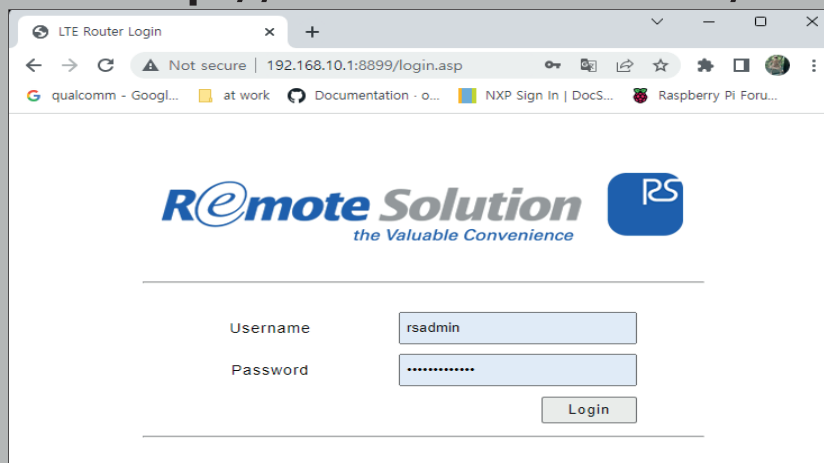 LTE Router Login
Not secure | 192.168.10.1:8899/login.asp
qualcomm - Googl... at work Documentation · o... NXP Sign In | DocS... Raspberry Pi Foru...
Remote Solution RS
the Valuable Convenience
Username rsadmin
Password •••••••••••••
Login